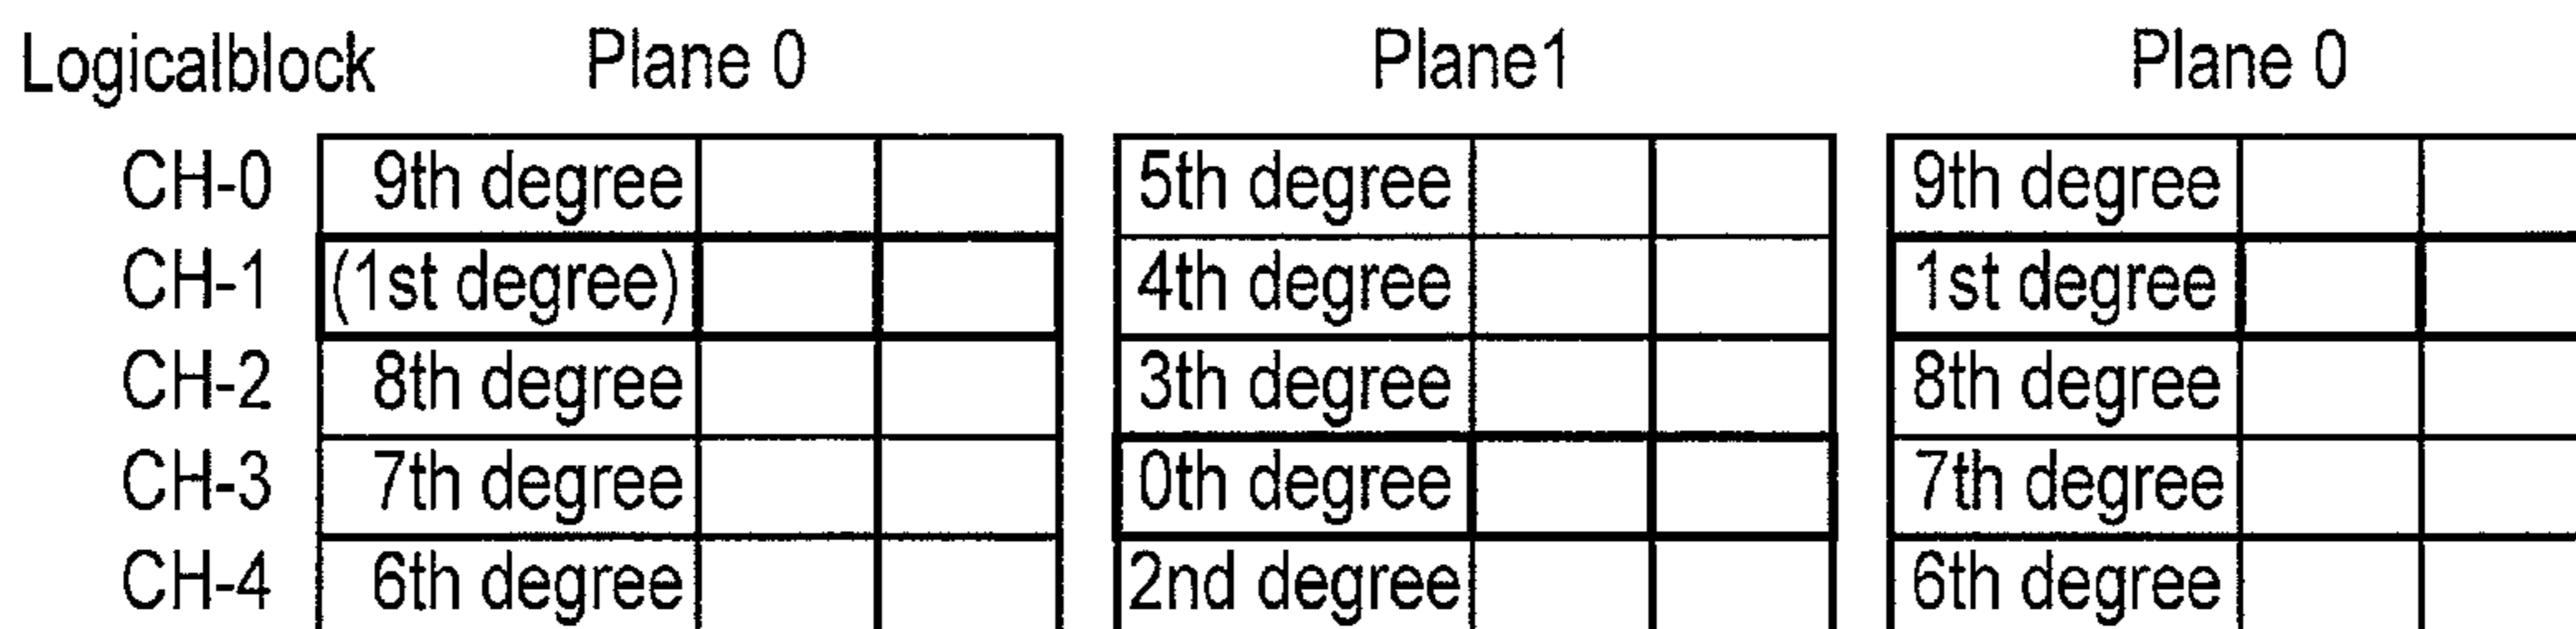 Logicalblock Plane 0 Plane1 Plane 0
CH-0 9th degree 5th degree 9th degree
CH-1 (1st degree) 4th degree 1st degree
CH-2 8th degree 3th degree 8th degree
CH-3 7th degree 0th degree 7th degree
CH-4 6th degree 2nd degree 6th degree